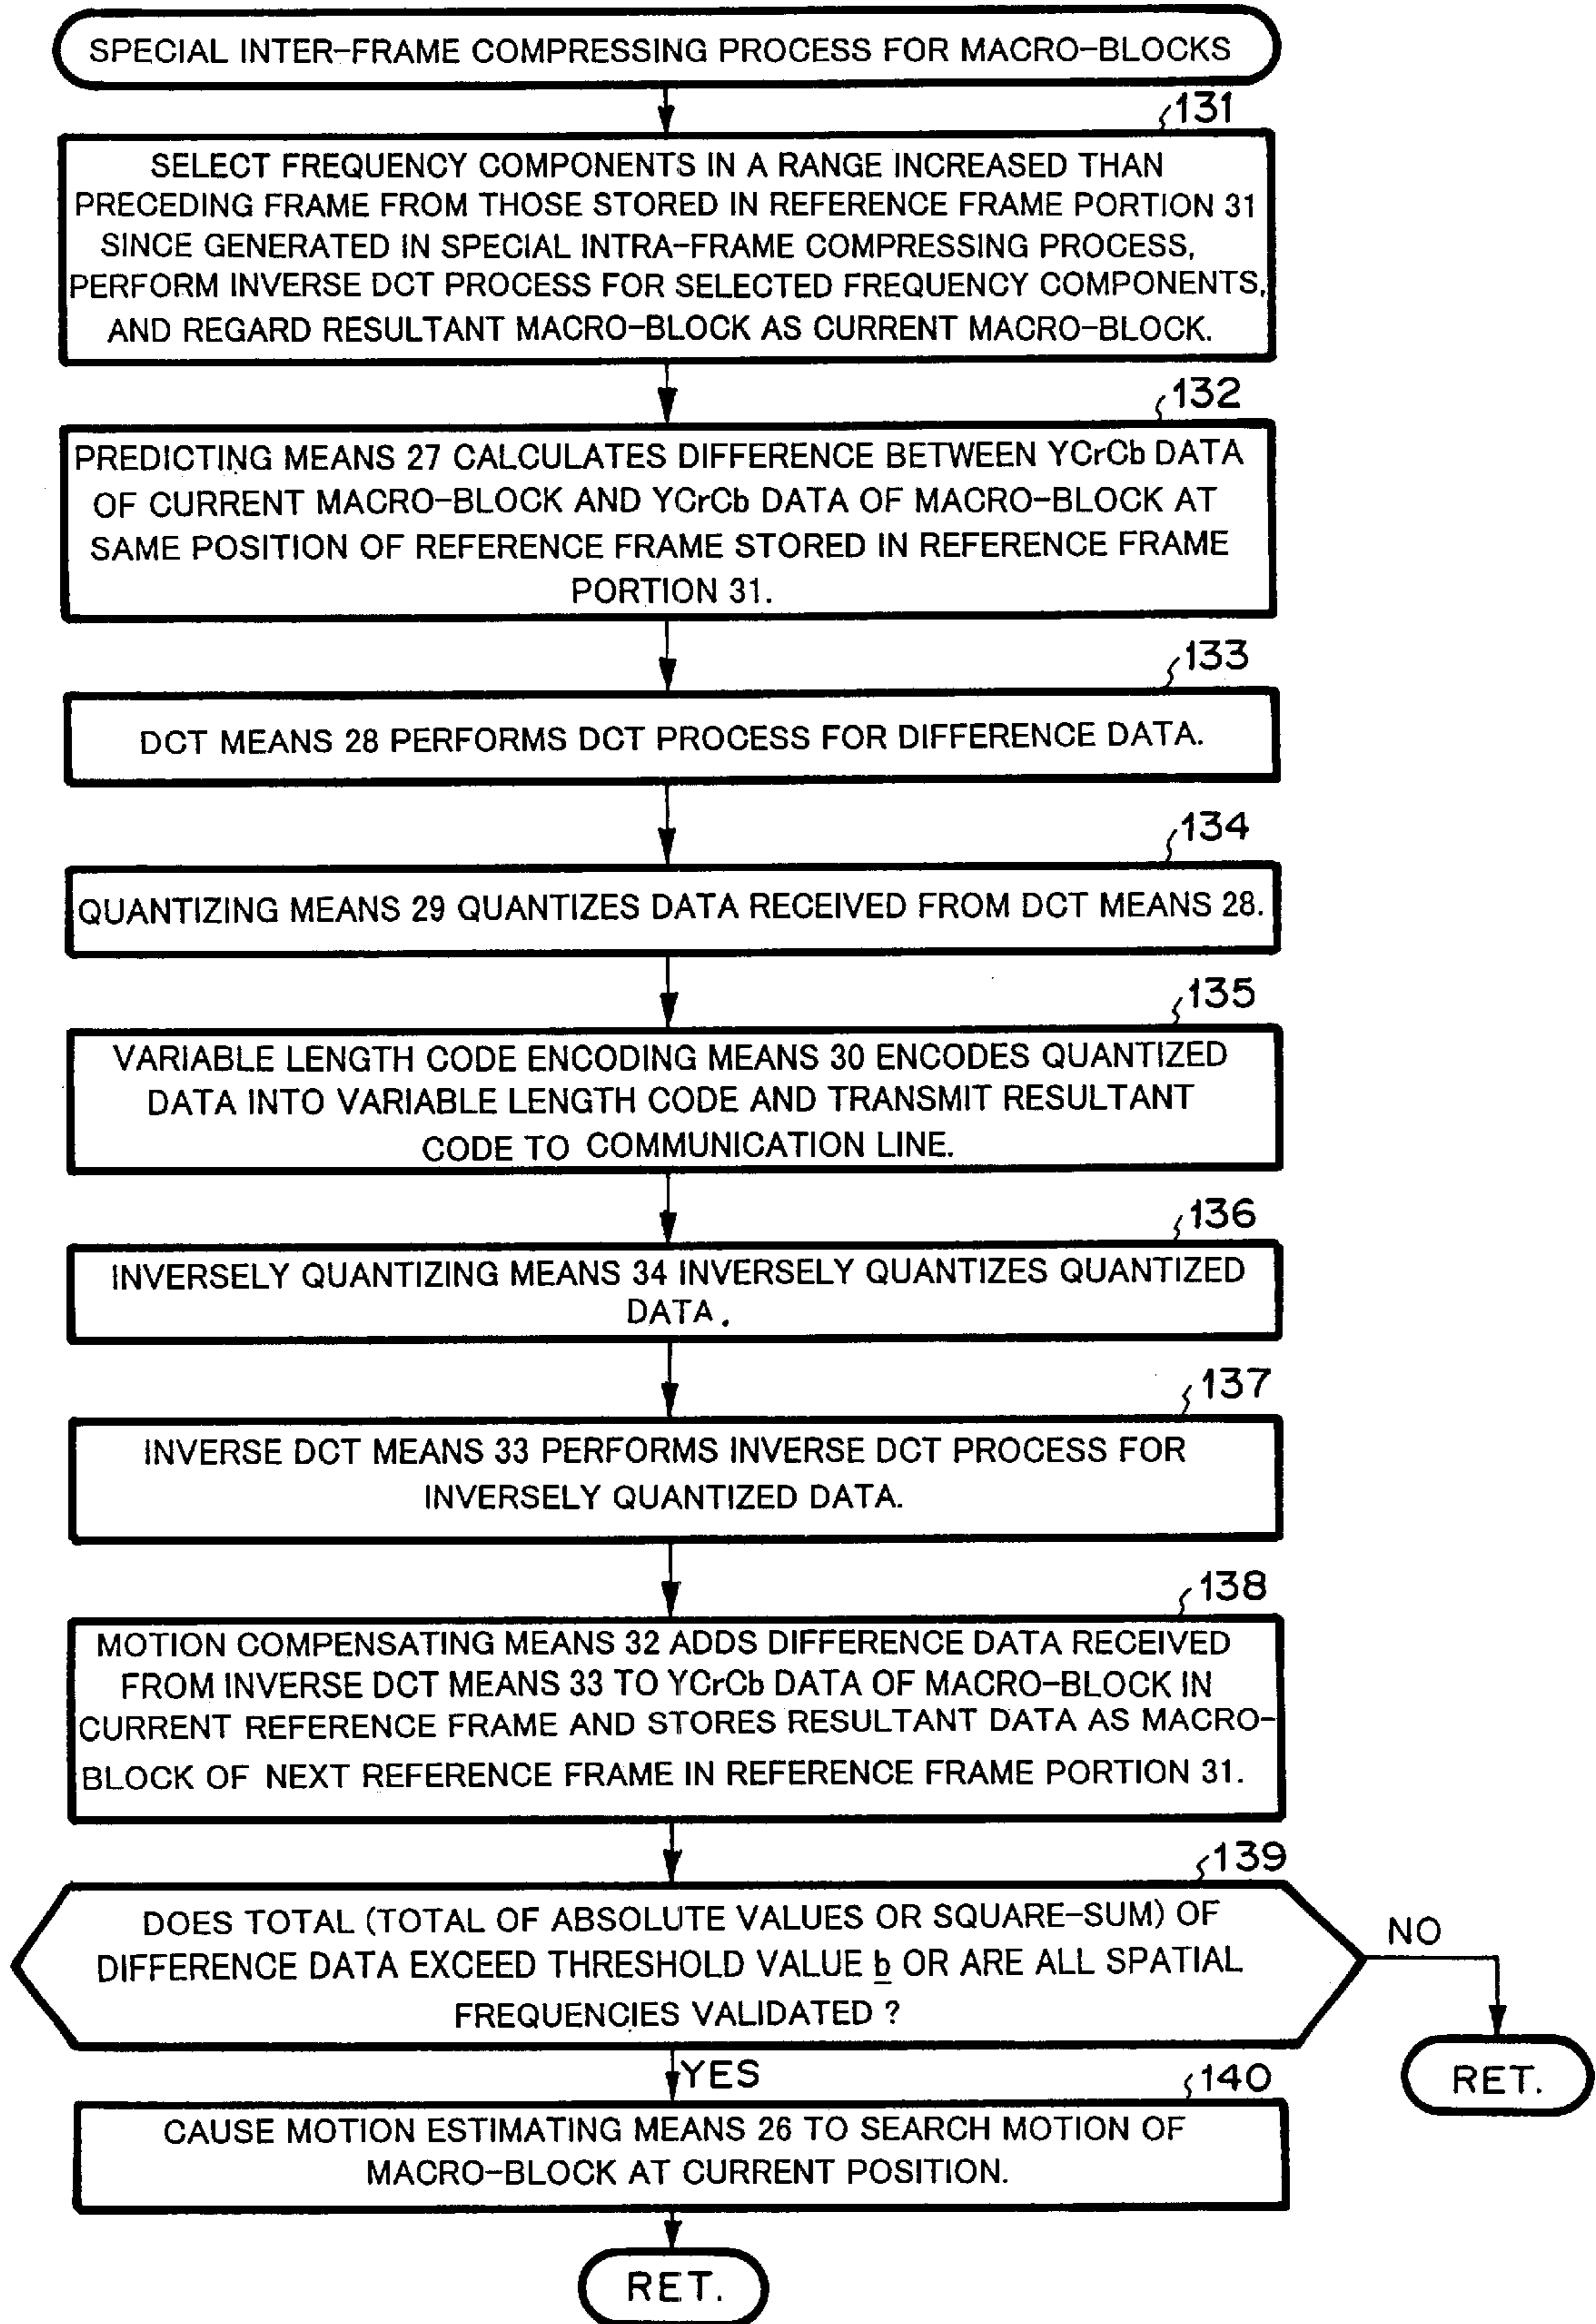 SPECIAL INTER-FRAME COMPRESSING PROCESS FOR MACRO-BLOCKS
131
SELECT FREQUENCY COMPONENTS IN A RANGE INCREASED THAN
PRECEDING FRAME FROM THOSE STORED IN REFERENCE FRAME PORTION 31
SINCE GENERATED IN SPECIAL INTRA-FRAME COMPRESSING PROCESS,
PERFORM INVERSE DCT PROCESS FOR SELECTED FREQUENCY COMPONENTS,
AND REGARD RESULTANT MACRO-BLOCK AS CURRENT MACRO-BLOCK.
132
PREDICTING MEANS 27 CALCULATES DIFFERENCE BETWEEN YCrCb DATA
OF CURRENT MACRO-BLOCK AND YCrCb DATA OF MACRO-BLOCK AT
SAME POSITION OF REFERENCE FRAME STORED IN REFERENCE FRAME
PORTION 31.
133
DCT MEANS 28 PERFORMS DCT PROCESS FOR DIFFERENCE DATA.
134
QUANTIZING MEANS 29 QUANTIZES DATA RECEIVED FROM DCT MEANS 28.
135
VARIABLE LENGTH CODE ENCODING MEANS 30 ENCODES QUANTIZED
DATA INTO VARIABLE LENGTH CODE AND TRANSMIT RESULTANT
CODE TO COMMUNICATION LINE.
136
INVERSELY QUANTIZING MEANS 34 INVERSELY QUANTIZES QUANTIZED
DATA.
137
INVERSE DCT MEANS 33 PERFORMS INVERSE DCT PROCESS FOR
INVERSELY QUANTIZED DATA.
138
MOTION COMPENSATING MEANS 32 ADDS DIFFERENCE DATA RECEIVED
FROM INVERSE DCT MEANS 33 TO YCrCb DATA OF MACRO-BLOCK IN
CURRENT REFERENCE FRAME AND STORES RESULTANT DATA AS MACRO-
BLOCK OF NEXT REFERENCE FRAME IN REFERENCE FRAME PORTION 31.
139
DOES TOTAL (TOTAL OF ABSOLUTE VALUES OR SQUARE-SUM) OF
DIFFERENCE DATA EXCEED THRESHOLD VALUE b OR ARE ALL SPATIAL
FREQUENCIES VALIDATED ?
NO
RET.
YES
140
CAUSE MOTION ESTIMATING MEANS 26 TO SEARCH MOTION OF
MACRO-BLOCK AT CURRENT POSITION.
RET.